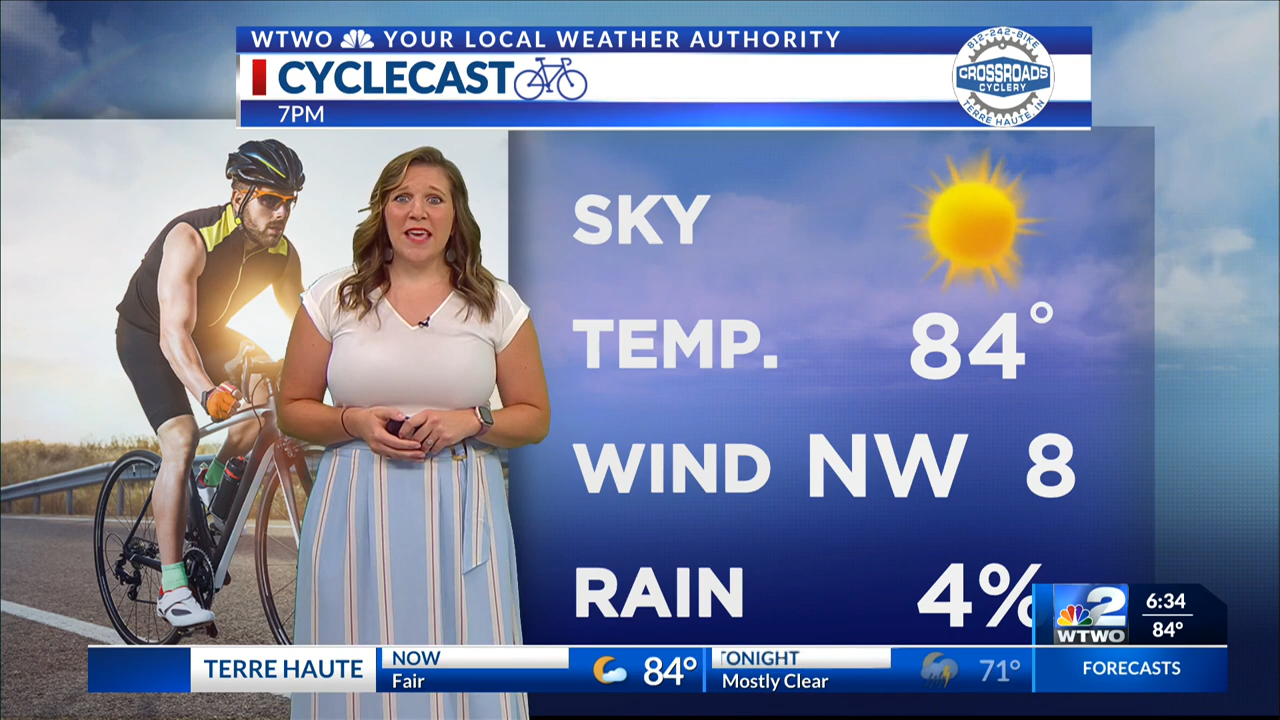 WTWO YOUR LOCAL WEATHER AUTHORITY
CYCLECAST
7PM
812-242-BIKE
CROSSROADS
CYCLERY
TERRE HAUTE, IN
SKY
TEMP. 84°
WIND NW 8
RAIN 4%
2
WTWO
6:34
84°
TERRE HAUTE
NOW
Fair
84°
TONIGHT
Mostly Clear
71°
FORECASTS